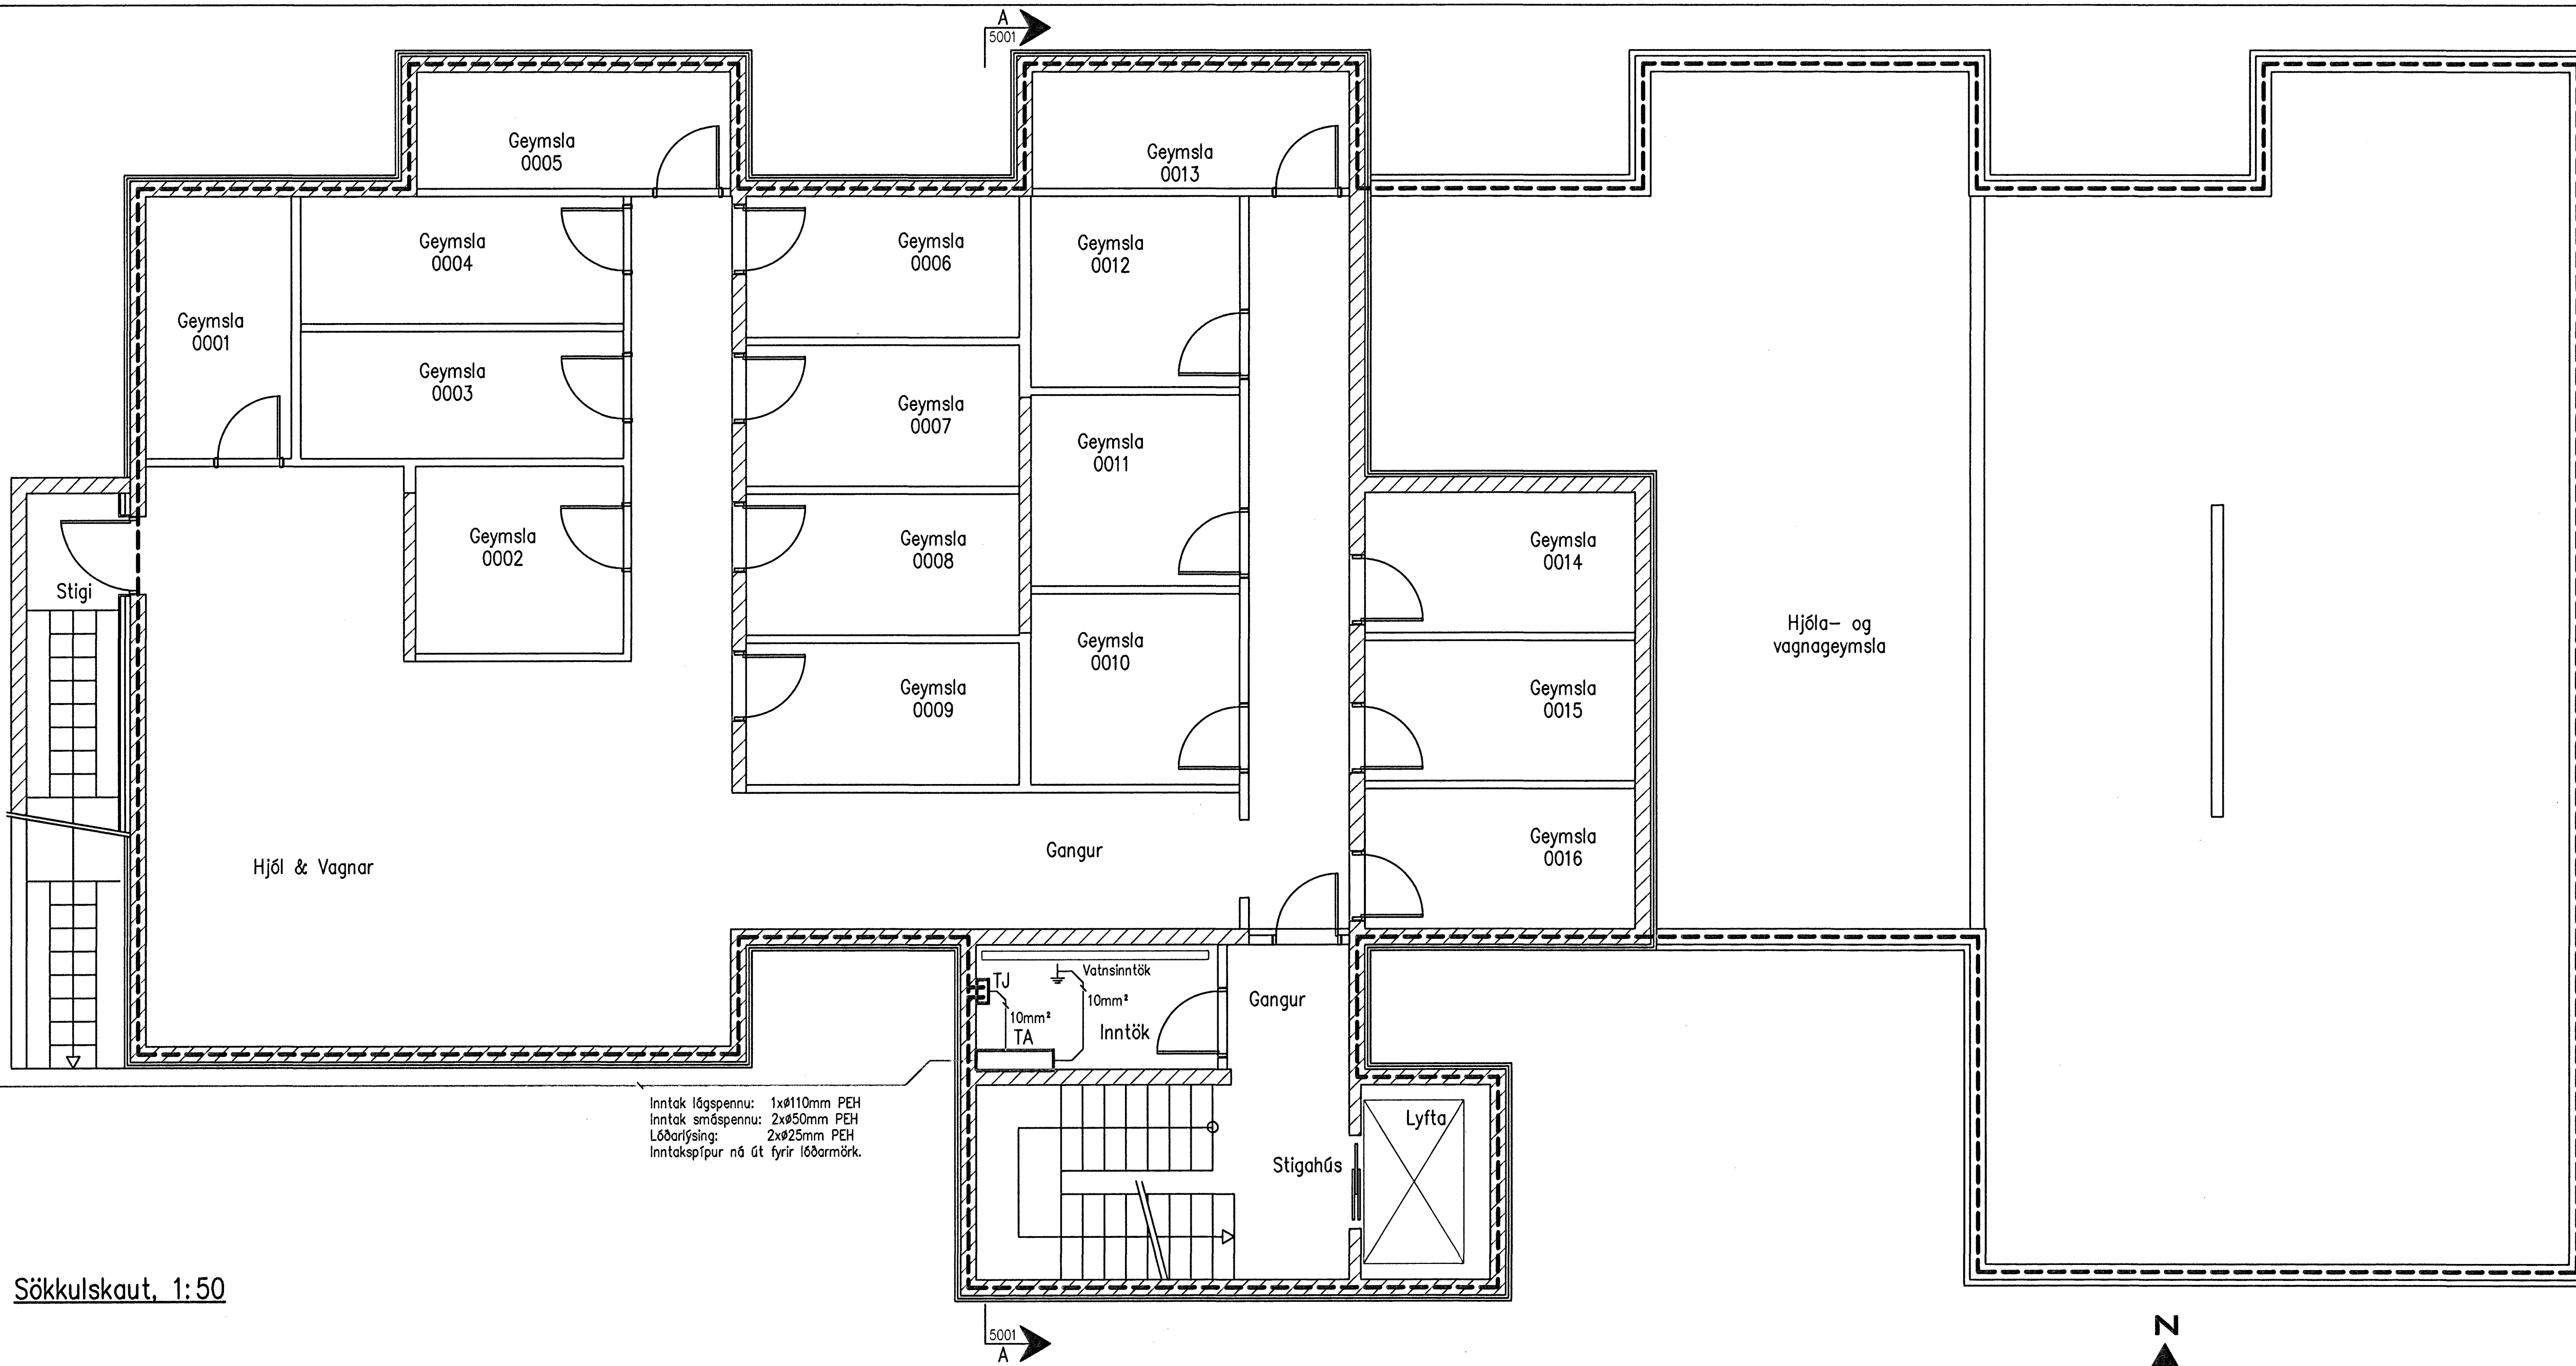 A
5001
Geymsla
0005
Geymsla
0013
Geymsla
0004
Geymsla
0006
Geymsla
0012
Geymsla
0001
Geymsla
0003
Geymsla
0007
Geymsla
0011
Geymsla
0002
Geymsla
0008
Geymsla
0014
Stigi
Geymsla
0010
Hjóla- og
vagnageymsla
Geymsla
0009
Geymsla
0015
Geymsla
0016
Gangur
Hjól & Vagnar
Vatnsinntök
TJ
10mm²
Gangur
10mm²
TA
Inntök
Inntak lágspennu: 1xø110mm PEH
Inntak smáspennu: 2xø50mm PEH
Lóðarlýsing: 2xø25mm PEH
Inntakspípur ná út fyrir lóðarmörk.
Lyfta
Stigahús
Sökkulskaut, 1:50
5001
A
N